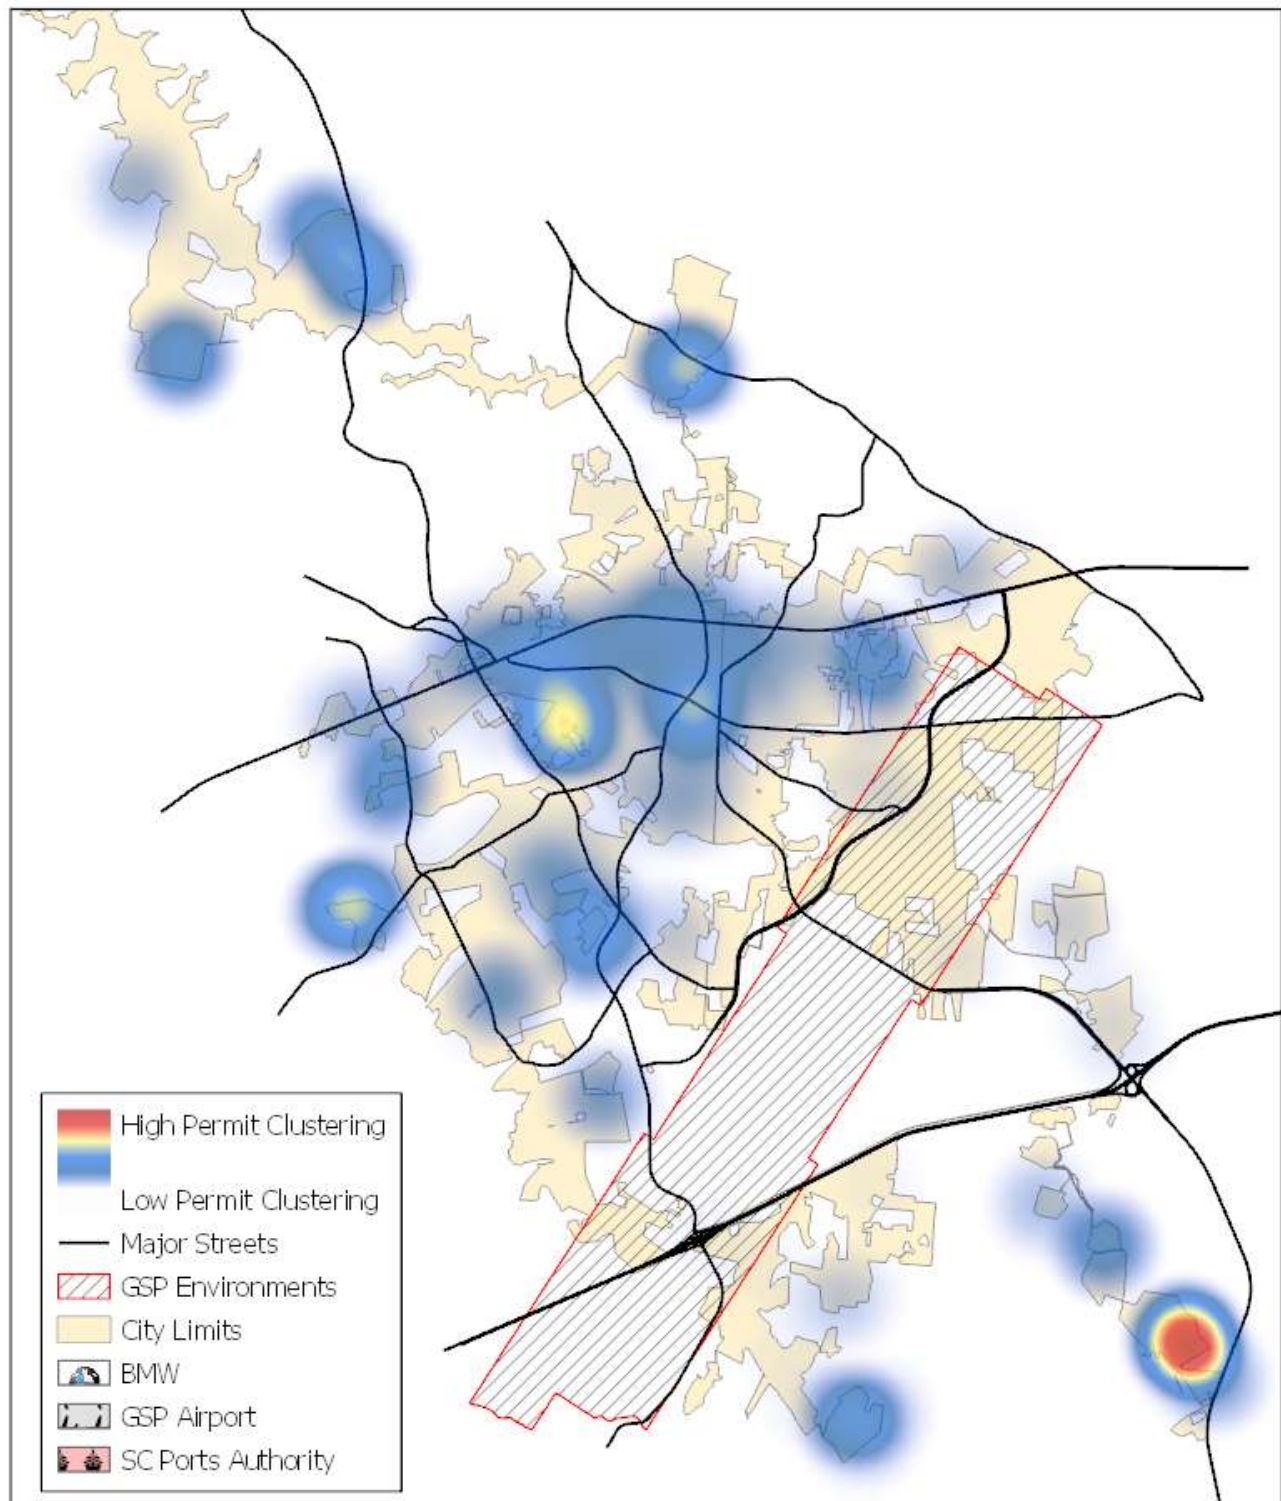 High Permit Clustering
Low Permit Clustering
Major Streets
GSP Environments
City Limits
BMW
GSP Airport
SC Ports Authority